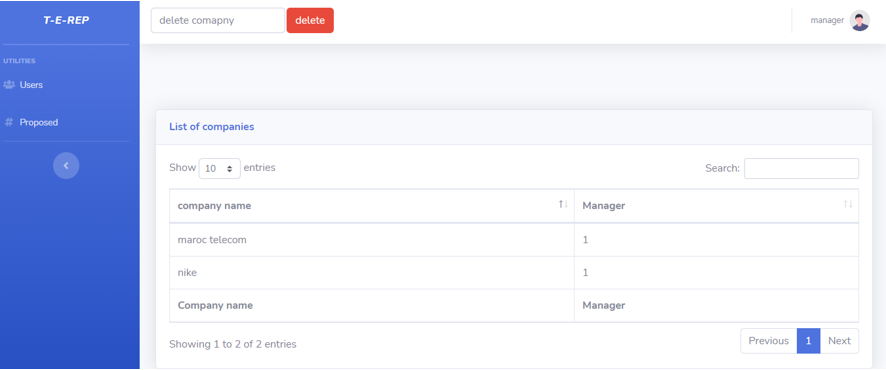 T-E-REP
delete comapny delete
manager
UTILITIES
Users
# Proposed
List of companies
Show 10 entries
Search:
company name Manager
maroc telecom 1
nike 1
Company name Manager
Showing 1 to 2 of 2 entries
Previous 1 Next